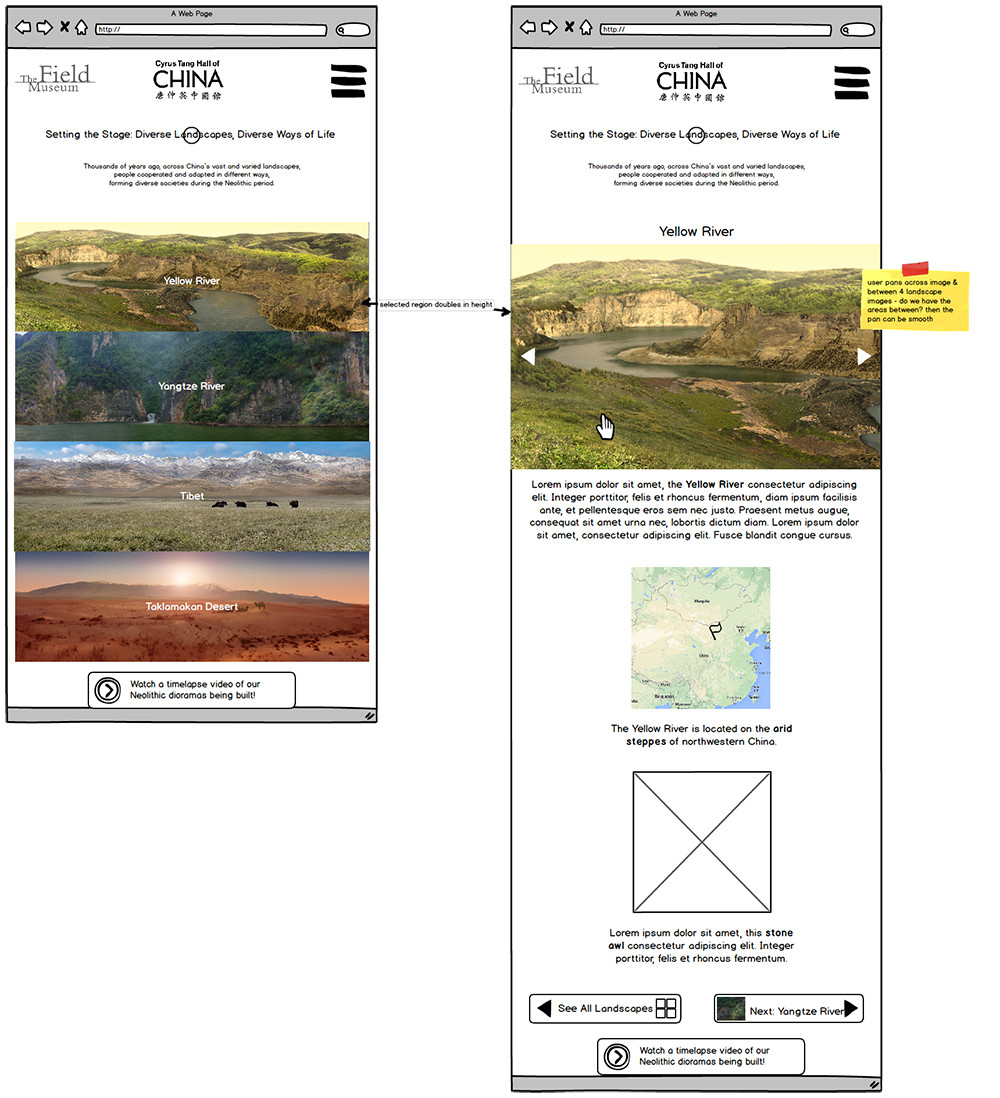 A Web Page
http://
The Field
Museum
Cyrus Tang Hall of
CHINA
唐仲英中國館
Setting the Stage: Diverse Landscapes, Diverse Ways of Life
Thousands of years ago, across China's vast and varied landscapes,
people cooperated and adapted in different ways,
forming diverse societies during the Neolithic period.
Yellow River
Yangtze River
Tibet
Taklamakan Desert
Watch a timelapse video of our
Neolithic dioramas being built!
selected region doubles in height
A Web Page
http://
The Field
Museum
Cyrus Tang Hall of
CHINA
唐仲英中國館
Setting the Stage: Diverse Landscapes, Diverse Ways of Life
Thousands of years ago, across China's vast and varied landscapes,
people cooperated and adapted in different ways,
forming diverse societies during the Neolithic period.
Yellow River
user pans across image &
between 4 landscape
images - do we have the
areas between? then the
pan can be smooth
Lorem ipsum dolor sit amet, the Yellow River consectetur adipiscing
elit. Integer porttitor, felis et rhoncus fermentum, diam ipsum facilisis
ante, et pellentesque eros sem nec justo. Praesent metus augue,
consequat sit amet urna nec, lobortis dictum diam. Lorem ipsum dolor
sit amet, consectetur adipiscing elit. Fusce blandit congue cursus.
Mongolia
China
Bangladesh
The Yellow River is located on the arid
steppes of northwestern China.
Lorem ipsum dolor sit amet, this stone
awl consectetur adipiscing elit. Integer
porttitor, felis et rhoncus fermentum.
See All Landscapes
Next: Yangtze River
Watch a timelapse video of our
Neolithic dioramas being built!